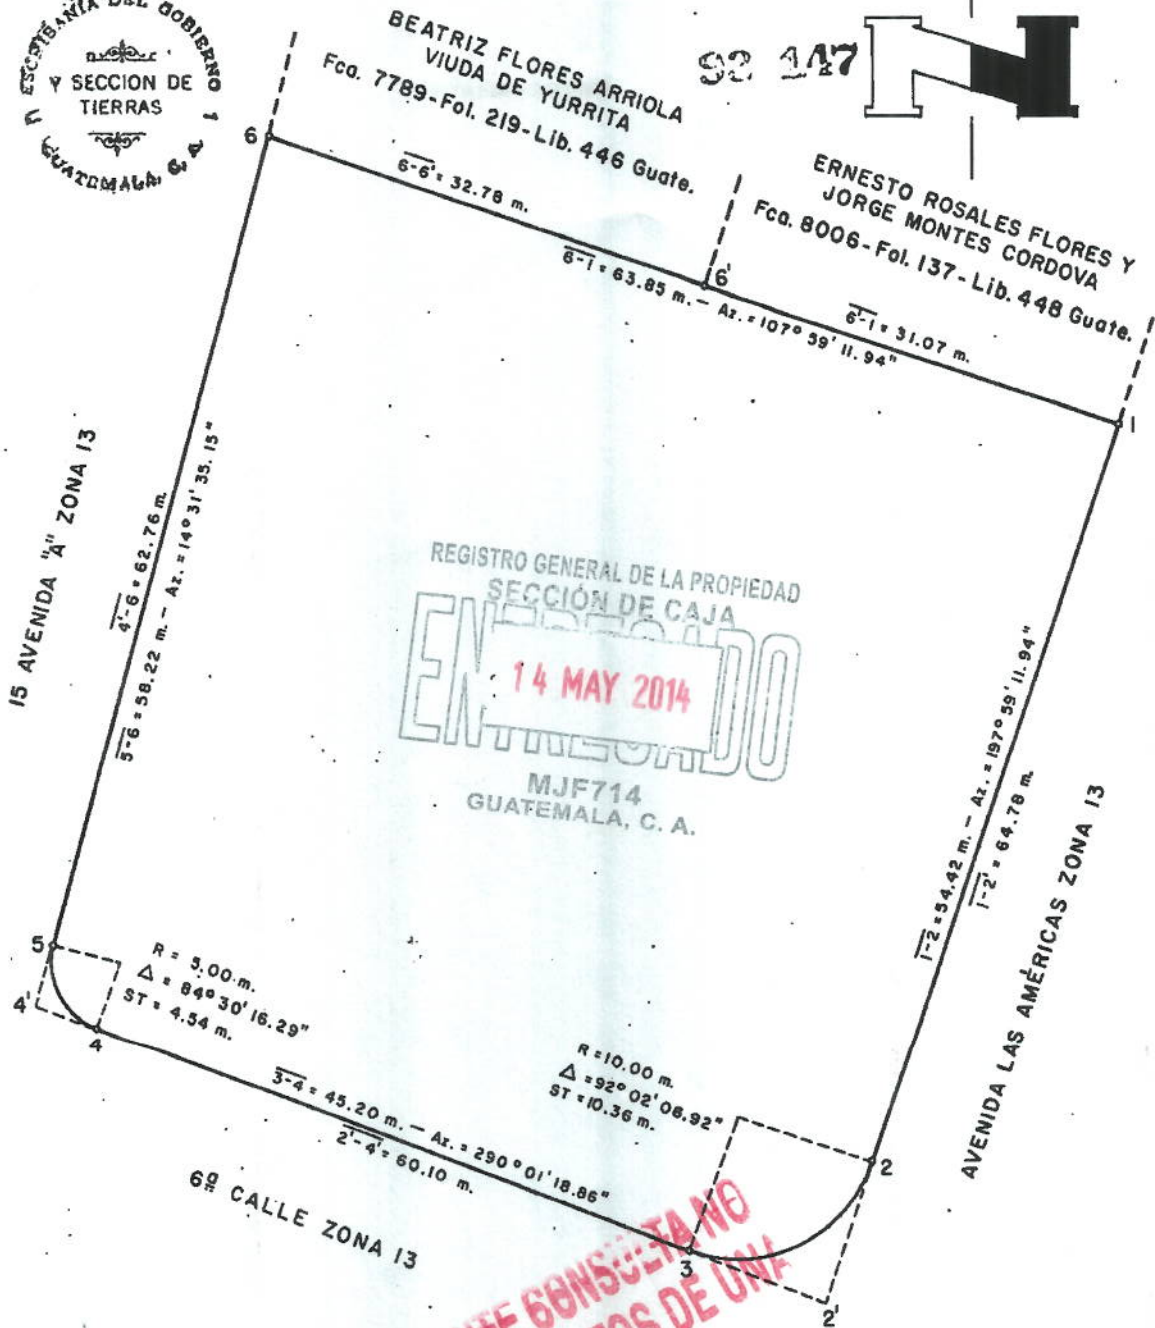 ESCRIBANIA DEL GOBIERNO
Y SECCION DE
TIERRAS
GUATEMALA, C. A.
BEATRIZ FLORES ARRIOLA
VIUDA DE YURRITA
Fca. 7789-Fol. 219-Lib. 446 Guate.
93 147
N
ERNESTO ROSALES FLORES Y
JORGE MONTES CORDOVA
Fca. 8006-Fol. 137-Lib. 448 Guate.
6
6-6' = 32.78 m.
6'
6-1 = 63.85 m. — Az. = 107° 59' 11.94"
6'-1 = 31.07 m.
1
15 AVENIDA "A" ZONA 13
4'-6 = 62.76 m.
5-6 = 58.22 m. — Az. = 14° 31' 35.15"
REGISTRO GENERAL DE LA PROPIEDAD
SECCIÓN DE CAJA
ENTREGADO
14 MAY 2014
MJF714
GUATEMALA, C. A.
1-2 = 54.42 m. — Az. = 197° 59' 11.94"
1-2' = 64.78 m.
AVENIDA LAS AMÉRICAS ZONA 13
5
R = 5.00 m.
Δ = 84° 30' 16.29"
ST = 4.54 m.
4'
4
R = 10.00 m.
Δ = 92° 02' 06.92"
ST = 10.36 m.
3-4 = 45.20 m. — Az. = 290° 01' 18.86"
2'-4' = 60.10 m.
2
6ª CALLE ZONA 13
3
2'
CONSULTA NO
DE UNA